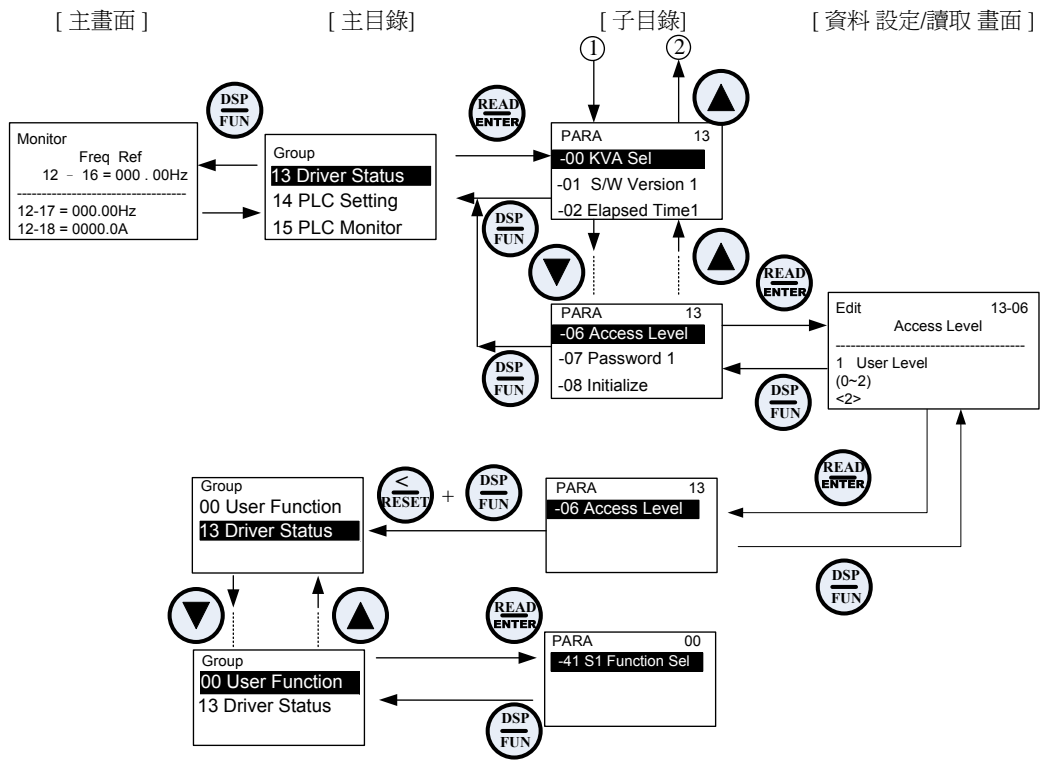 [ 主畫面 ]
[ 主目錄]
[ 子目錄]
[ 資料 設定/讀取 畫面 ]
1
2
DSP
FUN
READ
ENTER
Monitor
Freq Ref
12 - 16 = 000 . 00Hz
12-17 = 000.00Hz
12-18 = 0000.0A
Group
13 Driver Status
14 PLC Setting
15 PLC Monitor
PARA 13
-00 KVA Sel
-01 S/W Version 1
-02 Elapsed Time1
DSP
FUN
READ
ENTER
PARA 13
-06 Access Level
-07 Password 1
-08 Initialize
DSP
FUN
DSP
FUN
Edit 13-06
Access Level
1 User Level
(0~2)
<2>
READ
ENTER
Group
00 User Function
13 Driver Status
<
RESET
+
DSP
FUN
PARA 13
-06 Access Level
DSP
FUN
READ
ENTER
Group
00 User Function
13 Driver Status
PARA 00
-41 S1 Function Sel
DSP
FUN